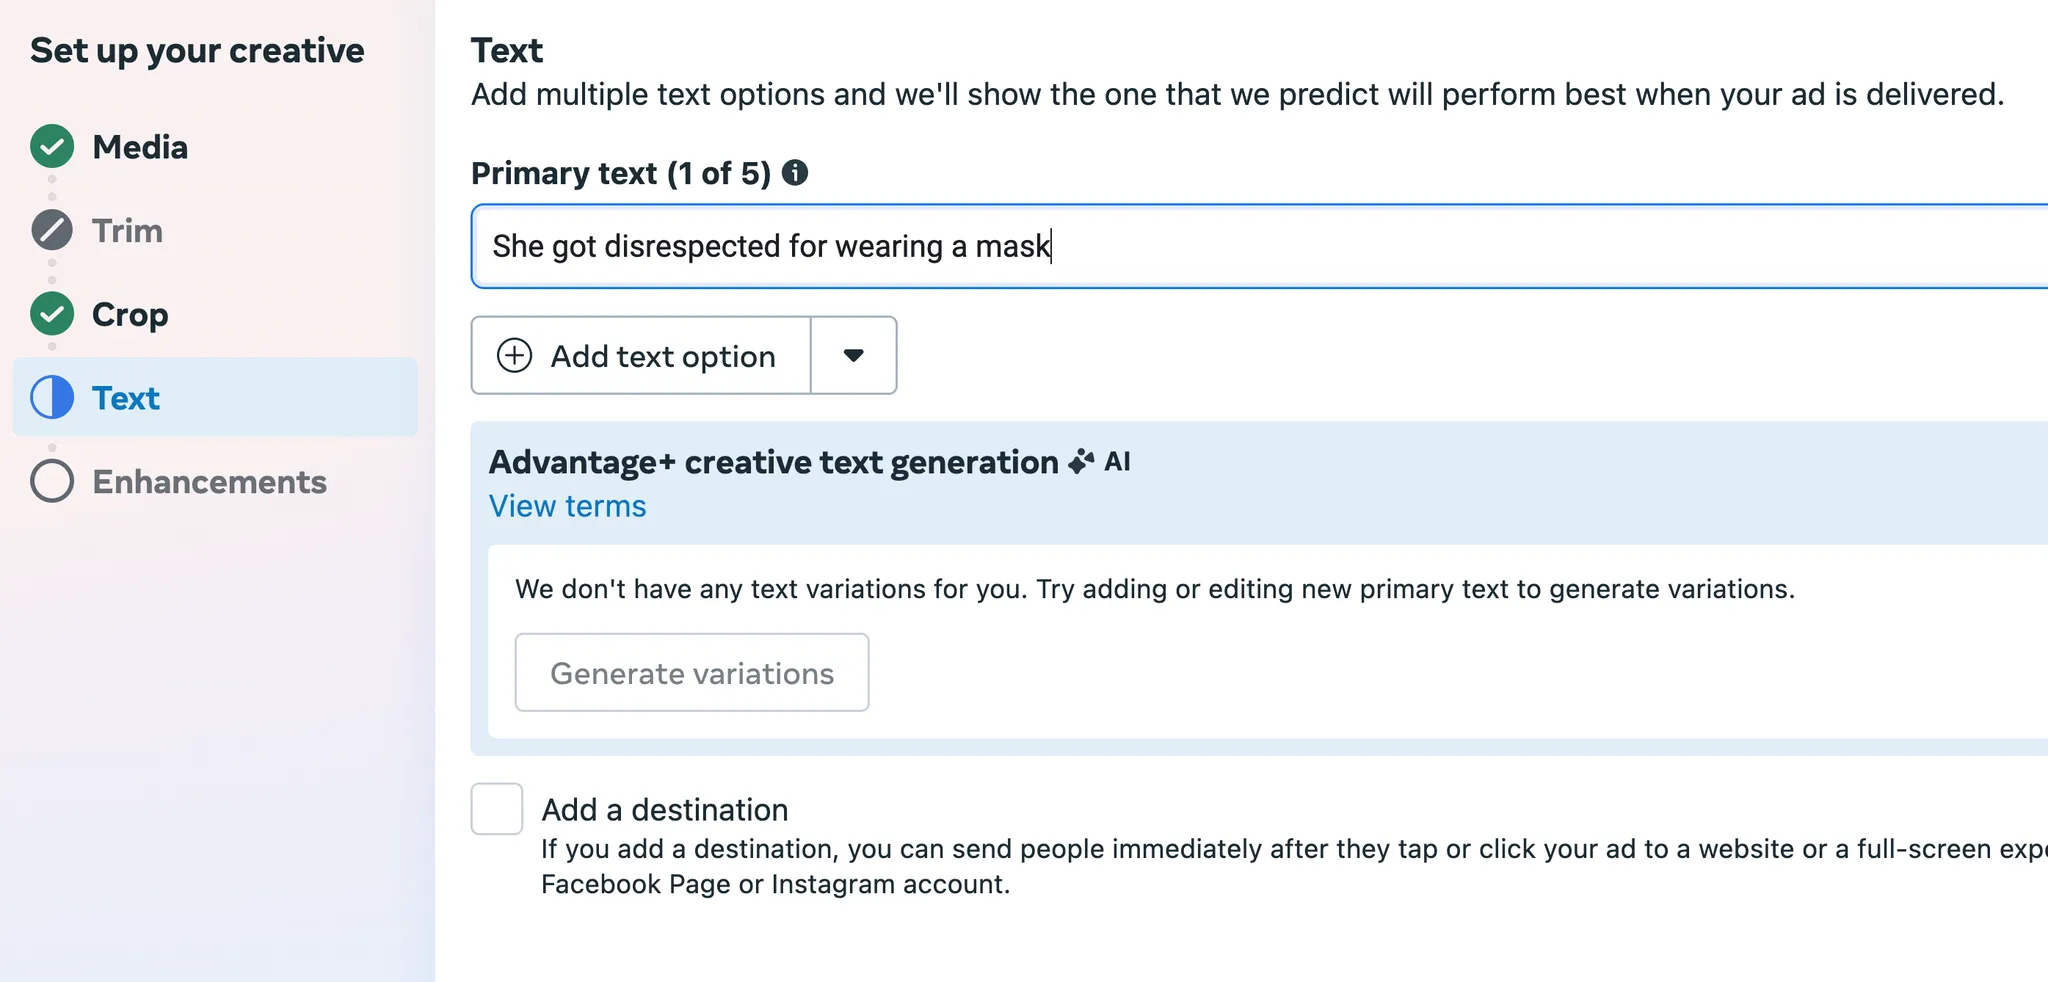 Set up your creative
Media
Trim
Crop
Text
Enhancements
Text
Add multiple text options and we'll show the one that we predict will perform best when your ad is delivered.
Primary text (1 of 5)
She got disrespected for wearing a mask
Add text option
Advantage+ creative text generation AI
View terms
We don't have any text variations for you. Try adding or editing new primary text to generate variations.
Generate variations
Add a destination
If you add a destination, you can send people immediately after they tap or click your ad to a website or a full-screen
Facebook Page or Instagram account.